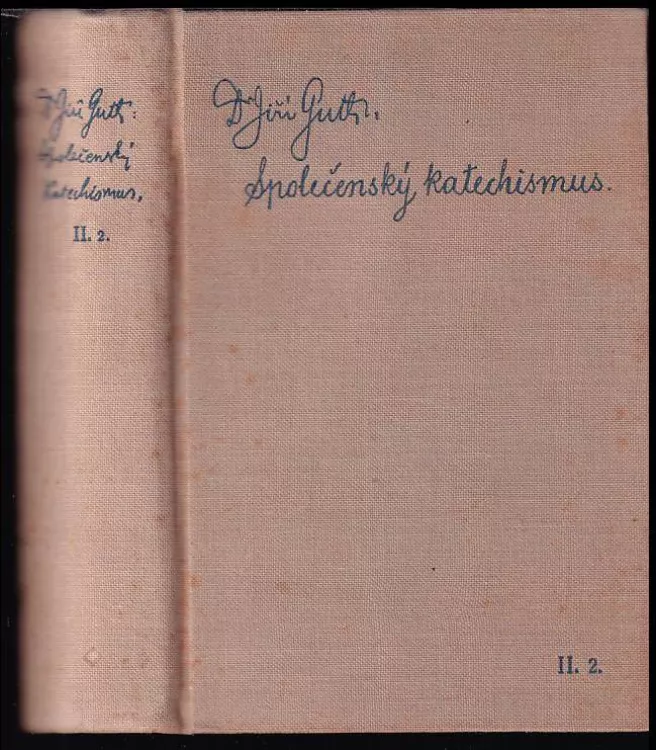 Dr Jiří Guth:
Společenský
katechismus,
II. 2.
Dr Jiří Guth.
Společenský katechismus.
II. 2.